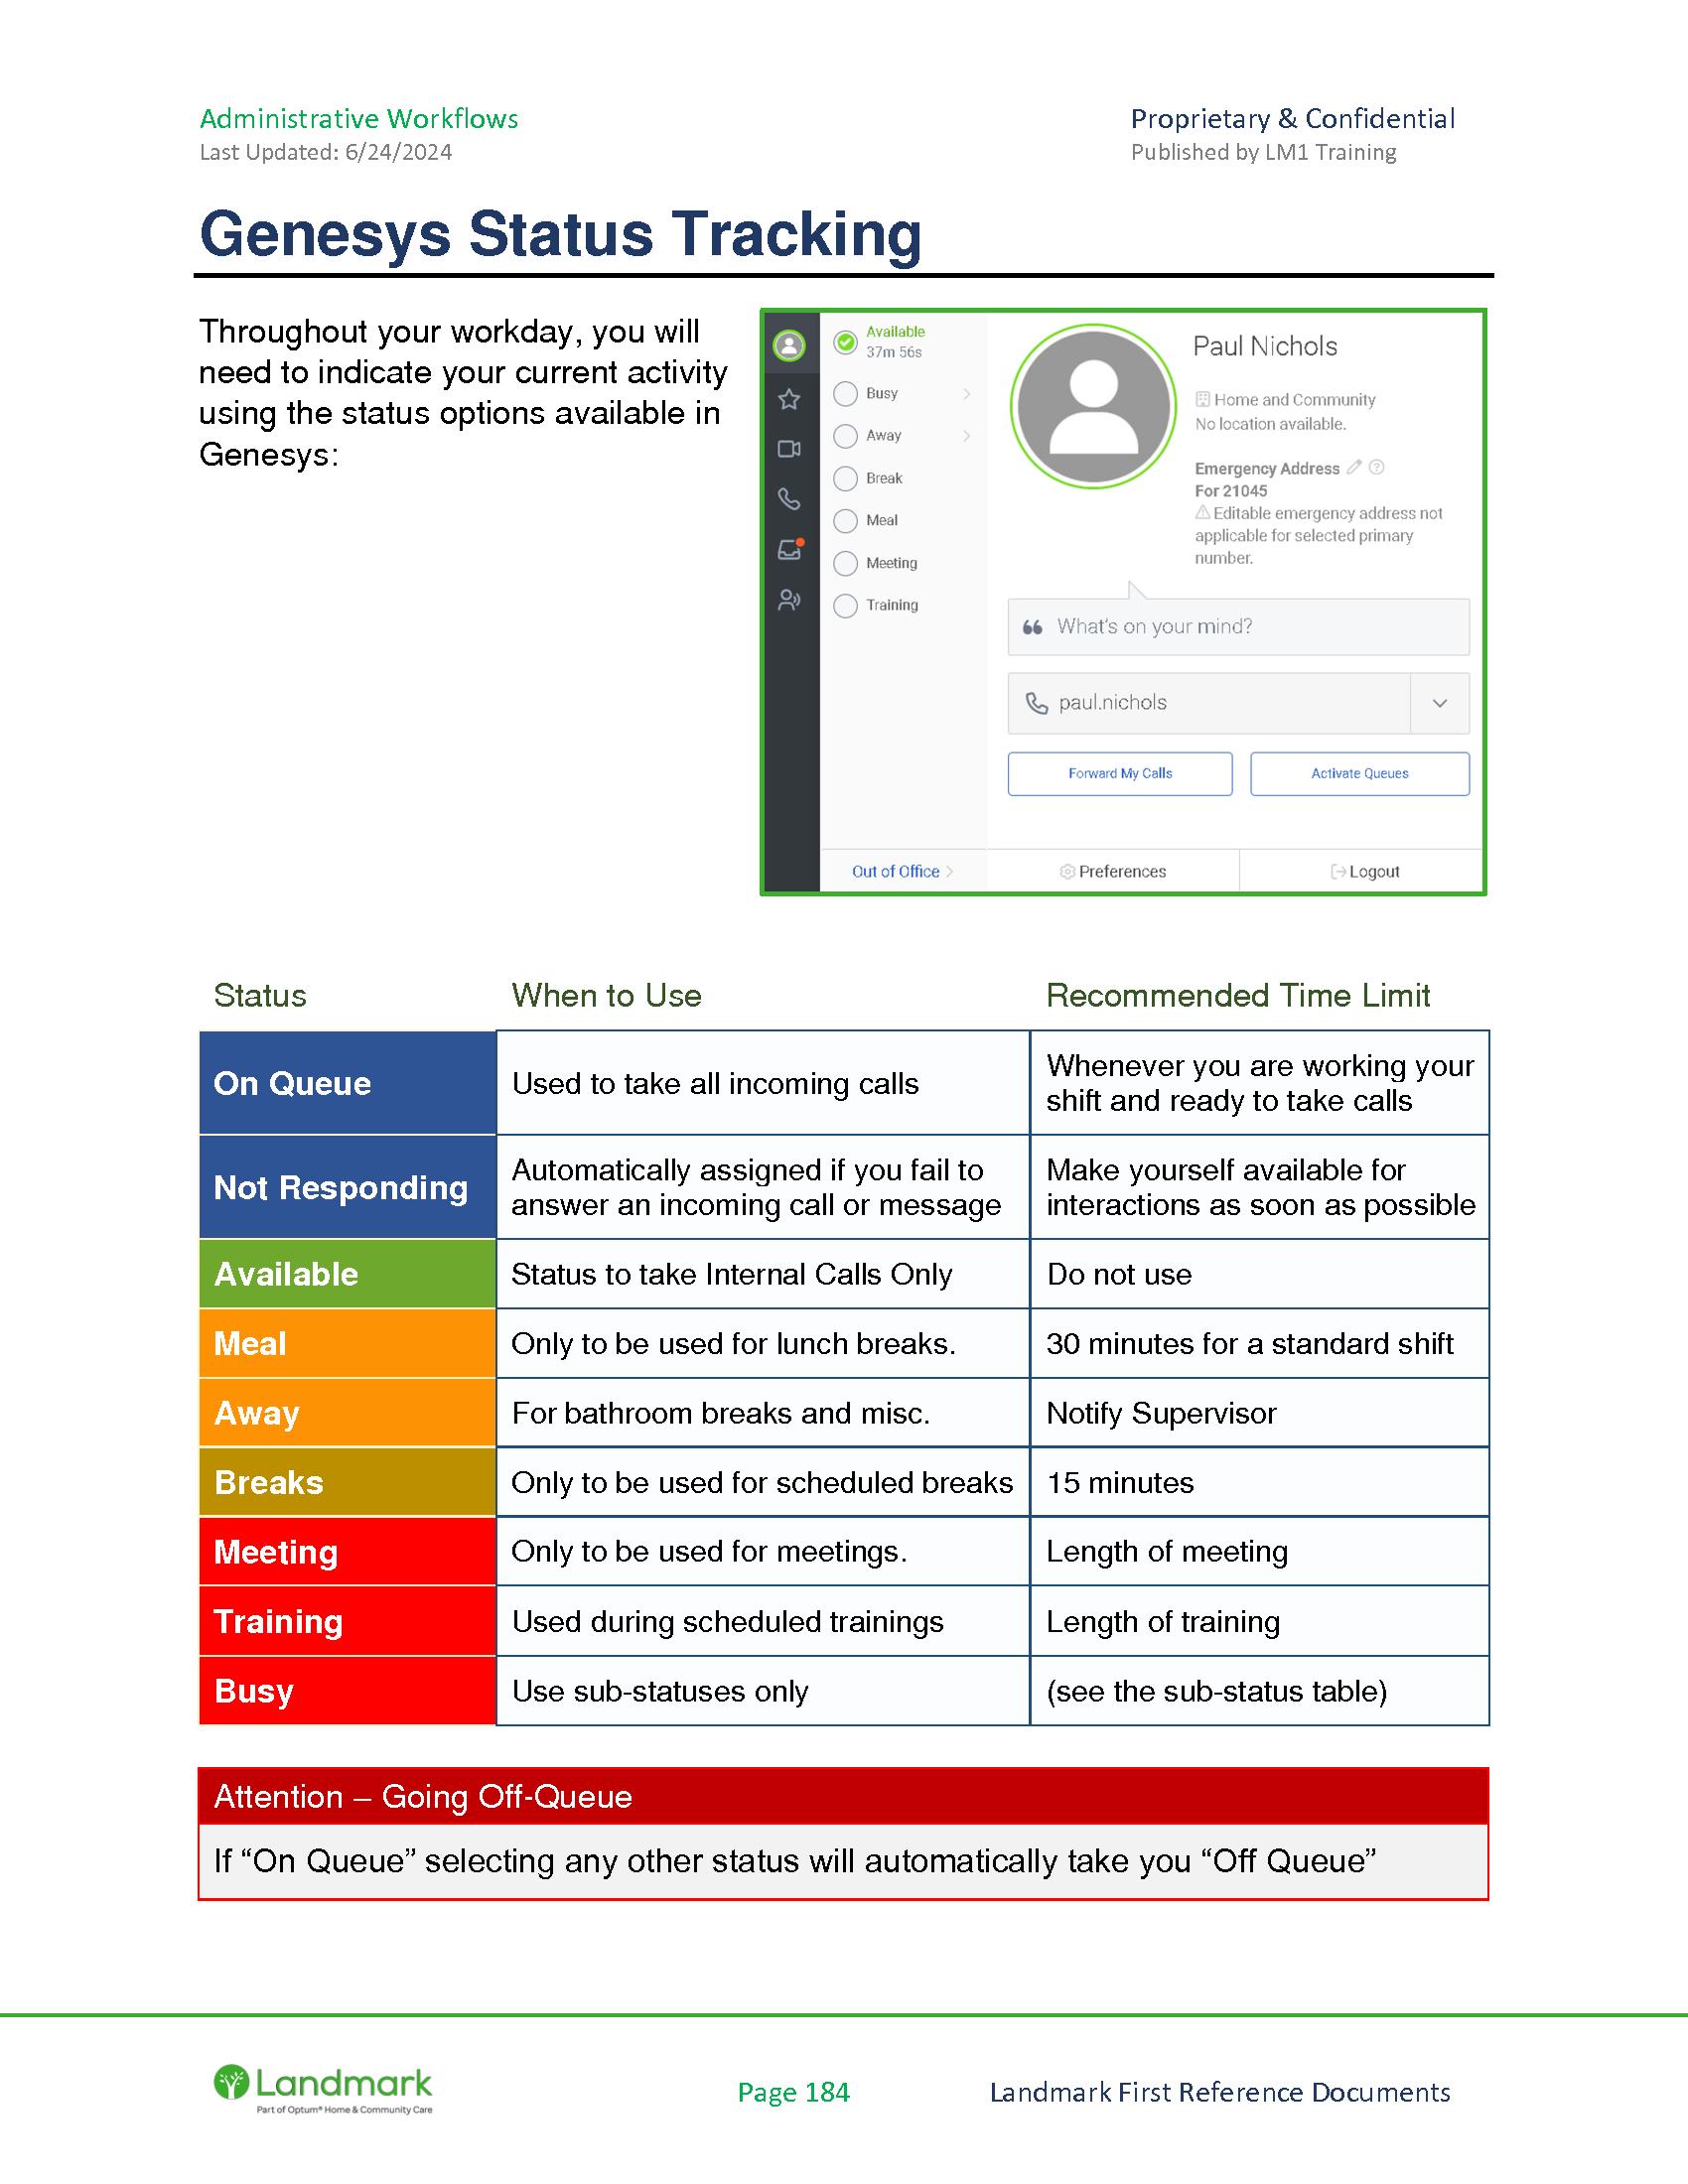 Administrative Workflows
Proprietary & Confidential
Last Updated: 6/24/2024
Published by LM1 Training
Genesys Status Tracking
Throughout your workday, you will
need to indicate your current activity
using the status options available in
Genesys:
Available
37m 56s
Busy
Away
Break
Meal
Meeting
Training
Out of Office
Paul Nichols
Home and Community
No location available.
Emergency Address
For 21045
Editable emergency address not
applicable for selected primary
number.
What's on your mind?
paul.nichols
Forward My Calls
Activate Queues
Preferences
Logout
Status
When to Use
Recommended Time Limit
On Queue
Used to take all incoming calls
Whenever you are working your
shift and ready to take calls
Not Responding
Automatically assigned if you fail to
answer an incoming call or message
Make yourself available for
interactions as soon as possible
Available
Status to take Internal Calls Only
Do not use
Meal
Only to be used for lunch breaks.
30 minutes for a standard shift
Away
For bathroom breaks and misc.
Notify Supervisor
Breaks
Only to be used for scheduled breaks
15 minutes
Meeting
Only to be used for meetings.
Length of meeting
Training
Used during scheduled trainings
Length of training
Busy
Use sub-statuses only
(see the sub-status table)
Attention – Going Off-Queue
If “On Queue” selecting any other status will automatically take you “Off Queue”
Landmark
Part of Optum® Home & Community Care
Page 184
Landmark First Reference Documents